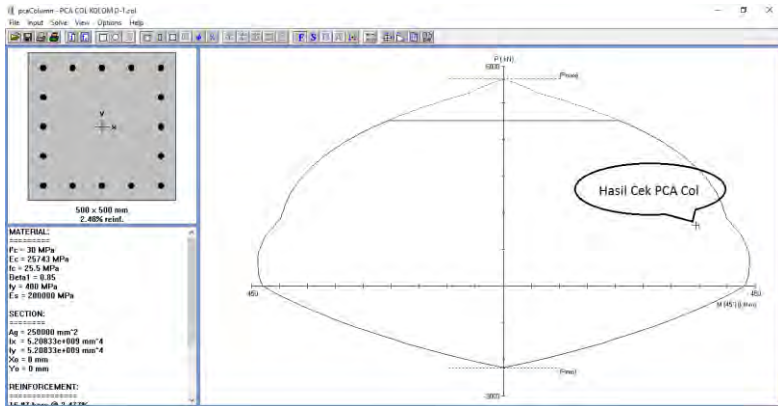 pcaColumn - PCA COL KOLOM D-1.col
File Input Solve View Options Help
y
x
500 x 500 mm
2.48% reinf.
MATERIAL:
=========
f'c = 30 MPa
Ec = 25743 MPa
fc = 25.5 MPa
Beta1 = 0.85
fy = 400 MPa
Es = 200000 MPa
SECTION:
========
Ag = 250000 mm^2
Ix = 5.20833e+009 mm^4
Iy = 5.20833e+009 mm^4
Xo = 0 mm
Yo = 0 mm
REINFORCEMENT:
P ( kN)
(Pmax)
Hasil Cek PCA Col
-450
450
M (45°) (kNm)
(Pmin)
-3000